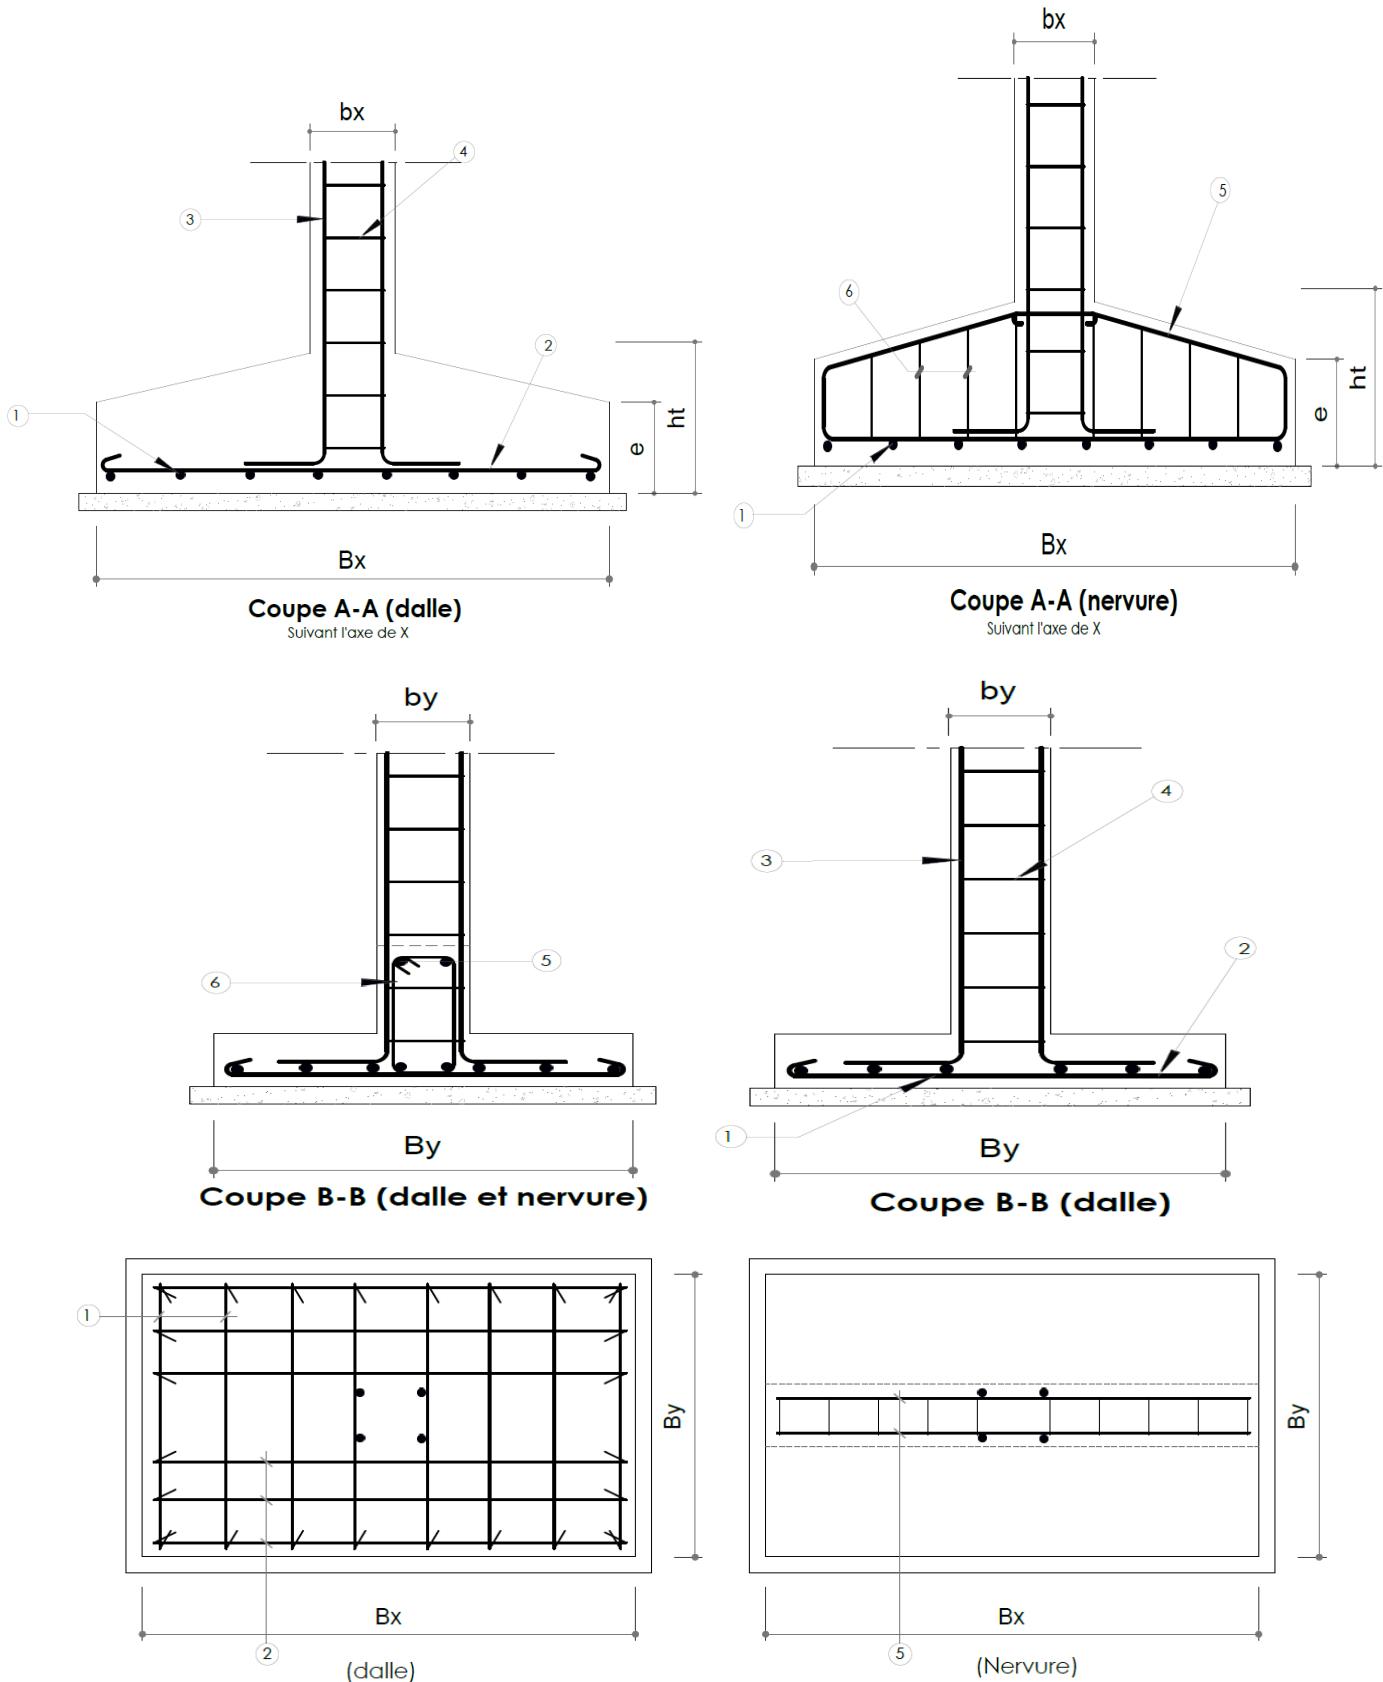 bx
4
3
2
1
ht
e
Bx
Coupe A-A (dalle)
Suivant l'axe de X
bx
5
6
ht
e
1
Bx
Coupe A-A (nervure)
Suivant l'axe de X
by
5
6
By
Coupe B-B (dalle et nervure)
by
4
3
2
1
By
Coupe B-B (dalle)
1
By
Bx
2
(dalle)
By
Bx
5
(Nervure)